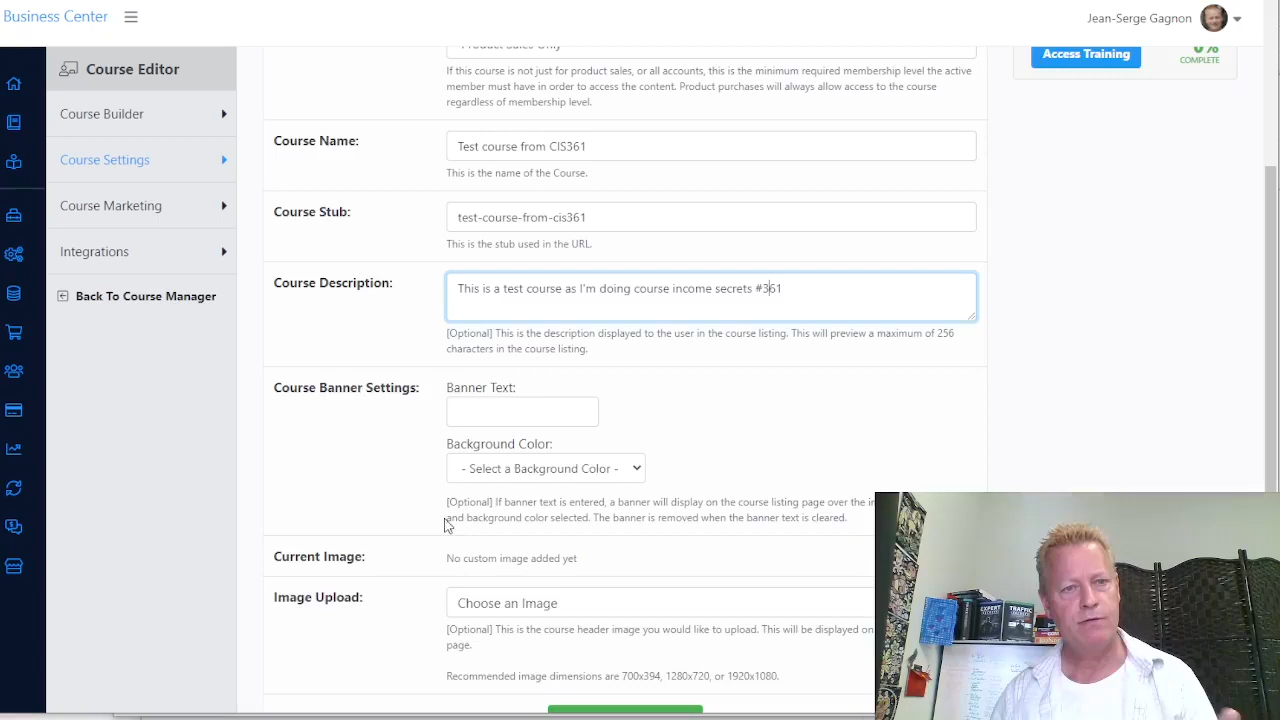 Business Center
Jean-Serge Gagnon
Course Editor
Course Builder
Course Settings
Course Marketing
Integrations
Back To Course Manager
Product Sales Only
If this course is not just for product sales, or all accounts, this is the minimum required membership level the active
member must have in order to access the content. Product purchases will always allow access to the course
regardless of membership level.
Course Name:
Test course from CIS361
This is the name of the Course.
Course Stub:
test-course-from-cis361
This is the stub used in the URL.
Course Description:
This is a test course as I'm doing course income secrets #361
[Optional] This is the description displayed to the user in the course listing. This will preview a maximum of 256
characters in the course listing.
Course Banner Settings:
Banner Text:
Background Color:
- Select a Background Color -
[Optional] If banner text is entered, a banner will display on the course listing page over the
and background color selected. The banner is removed when the banner text is cleared.
Current Image:
No custom image added yet
Image Upload:
Choose an Image
[Optional] This is the course header image you would like to upload. This will be displayed on
page.
Recommended image dimensions are 700x394, 1280x720 or 1920x1080.
Access Training
0%
COMPLETE
EXPERT
SECRETS
TRAFFIC
SECRETS